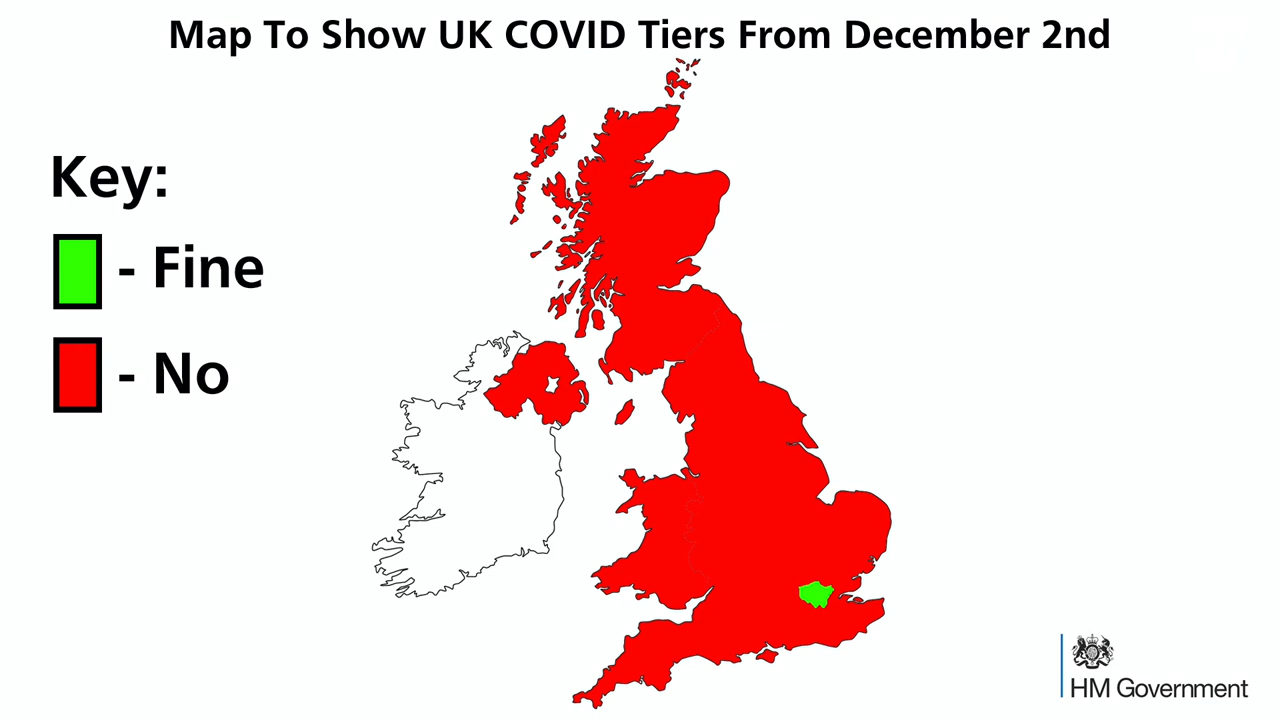 Map To Show UK COVID Tiers From December 2nd
Key:
- Fine
- No
HM Government